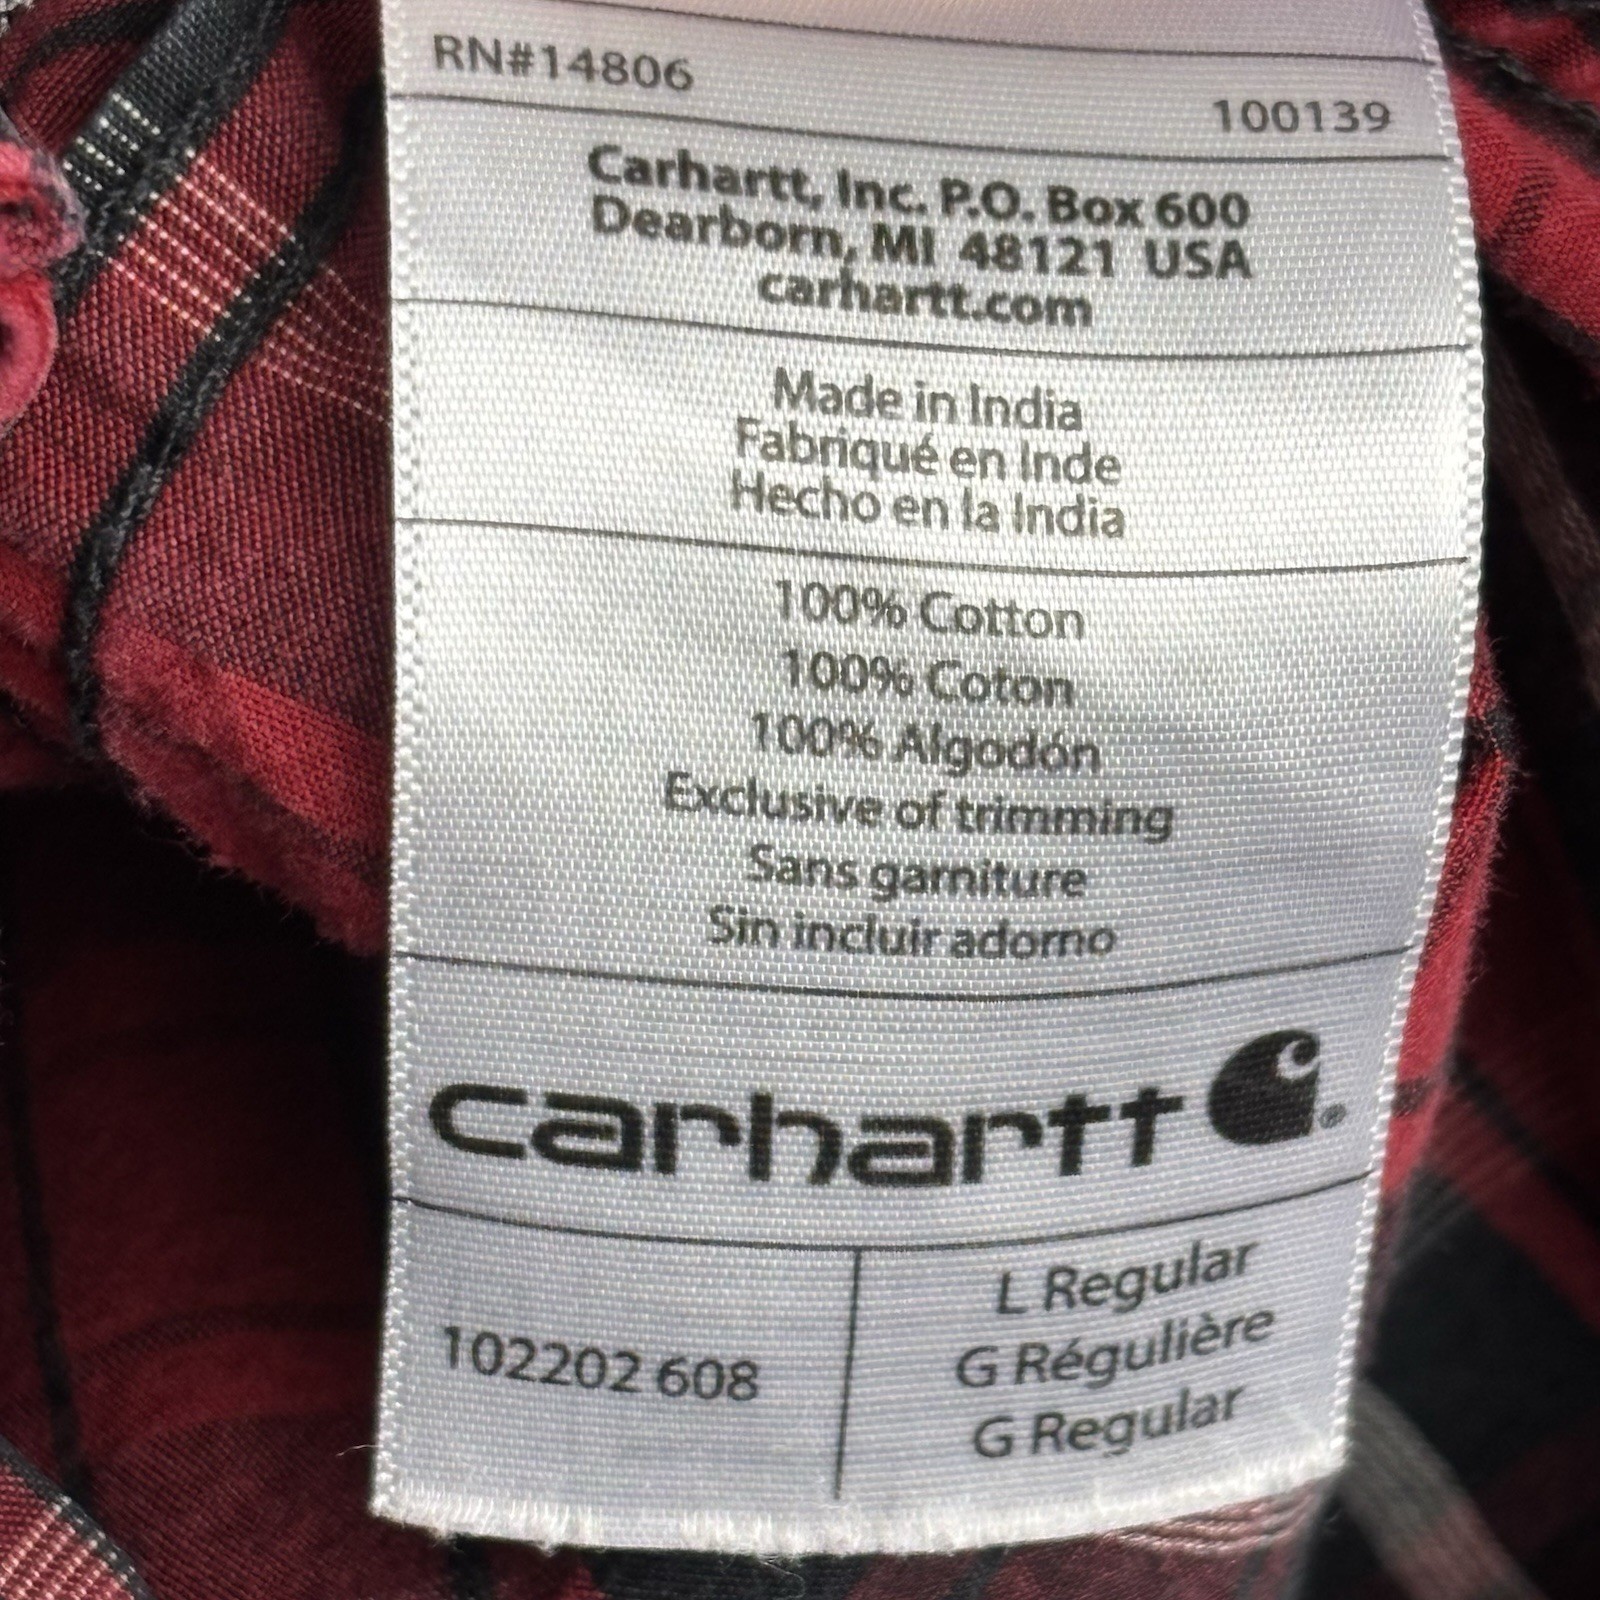 RN#14806
100139
Carhartt, Inc. P.O. Box 600
Dearborn, MI 48121 USA
carhartt.com
Made in India
Fabriqué en Inde
Hecho en la India
100% Cotton
100% Coton
100% Algodón
Exclusive of trimming
Sans garniture
Sin incluir adorno
carhartt
102202 608
L Regular
G Régulière
G Regular